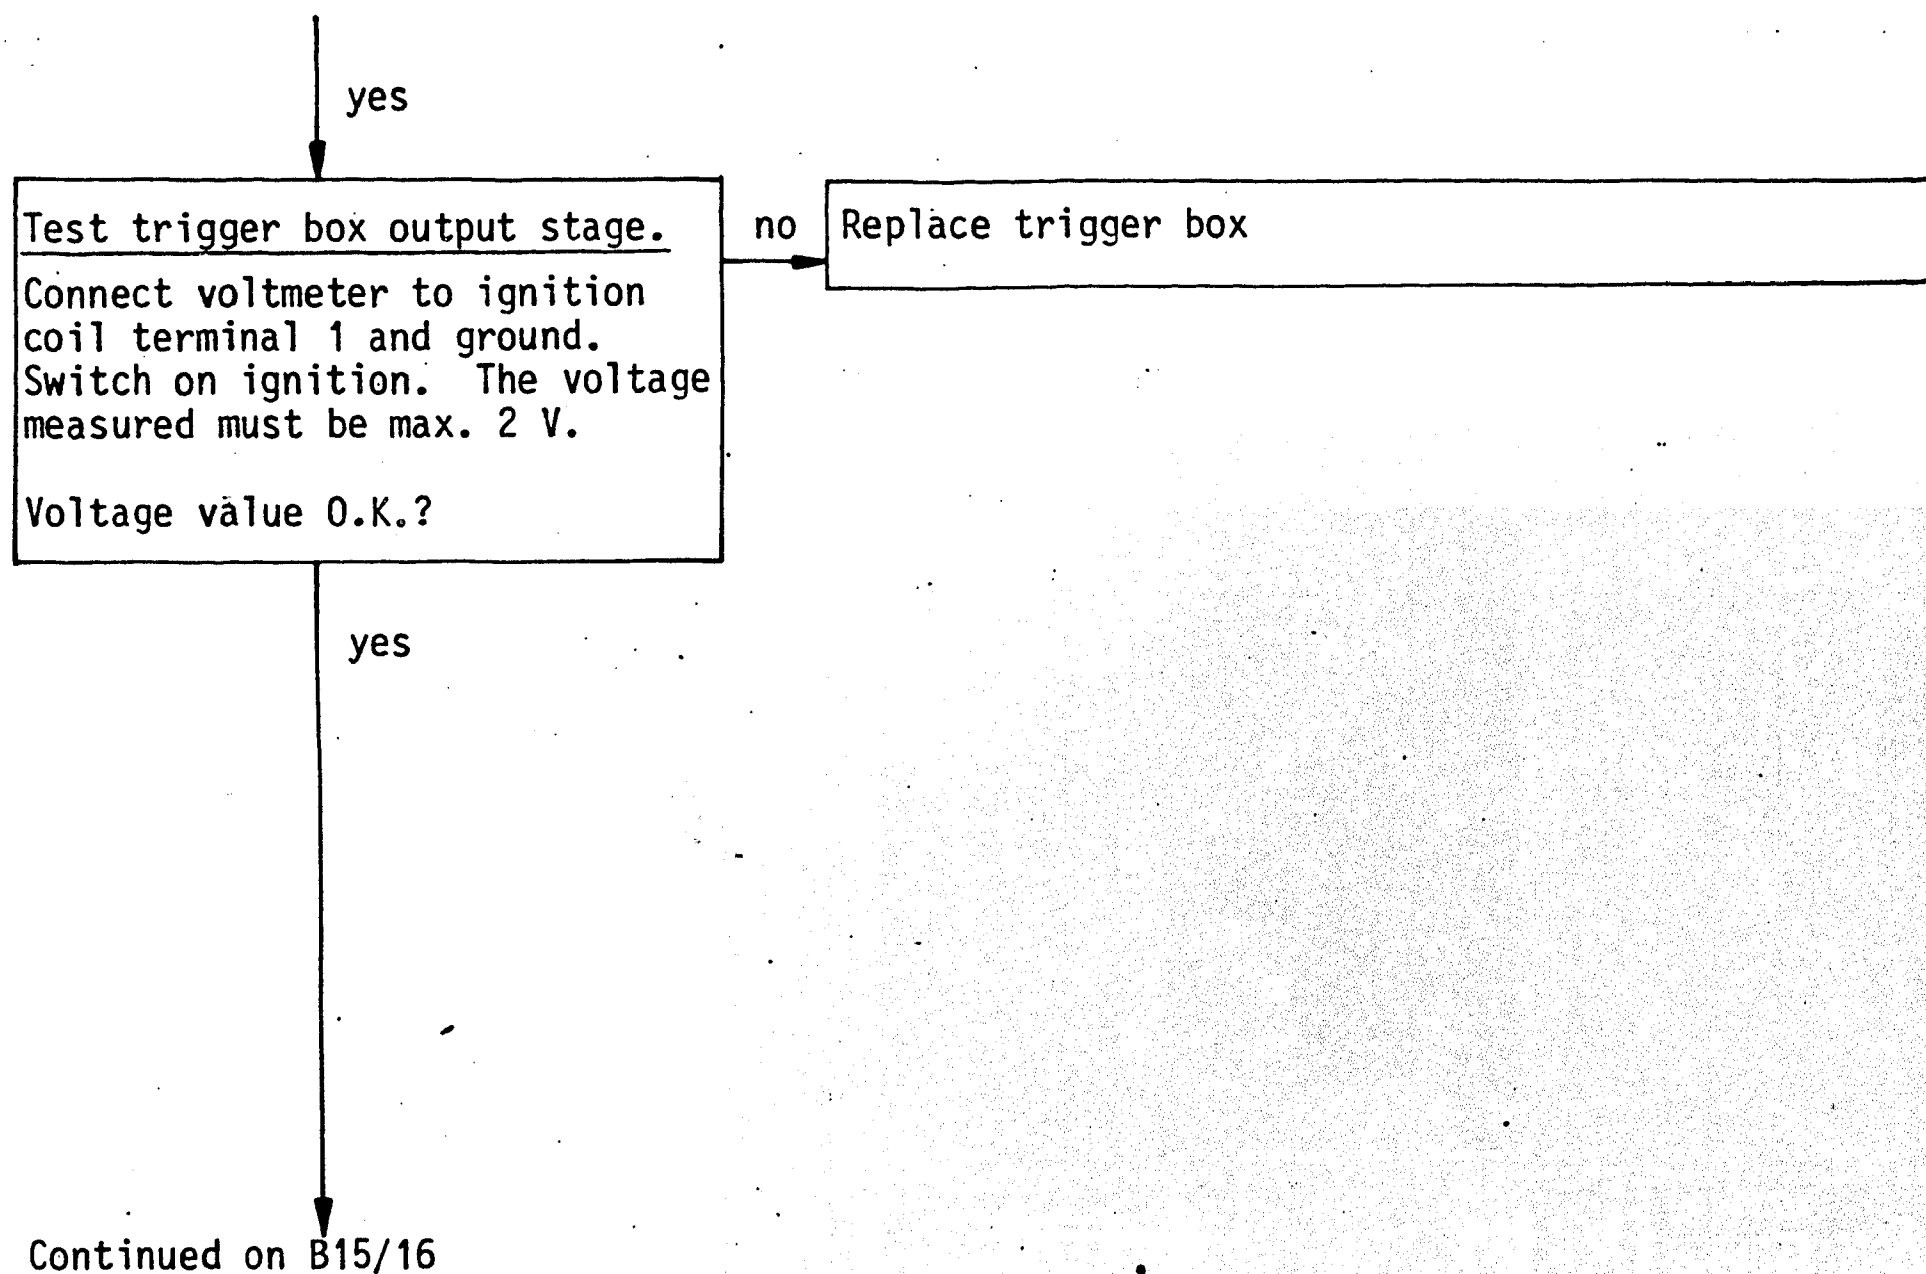 yes
Test trigger box output stage.
Connect voltmeter to ignition
coil terminal 1 and ground.
Switch on ignition. The voltage
measured must be max. 2 V.
Voltage value O.K.?
no
Replace trigger box
yes
Continued on B15/16